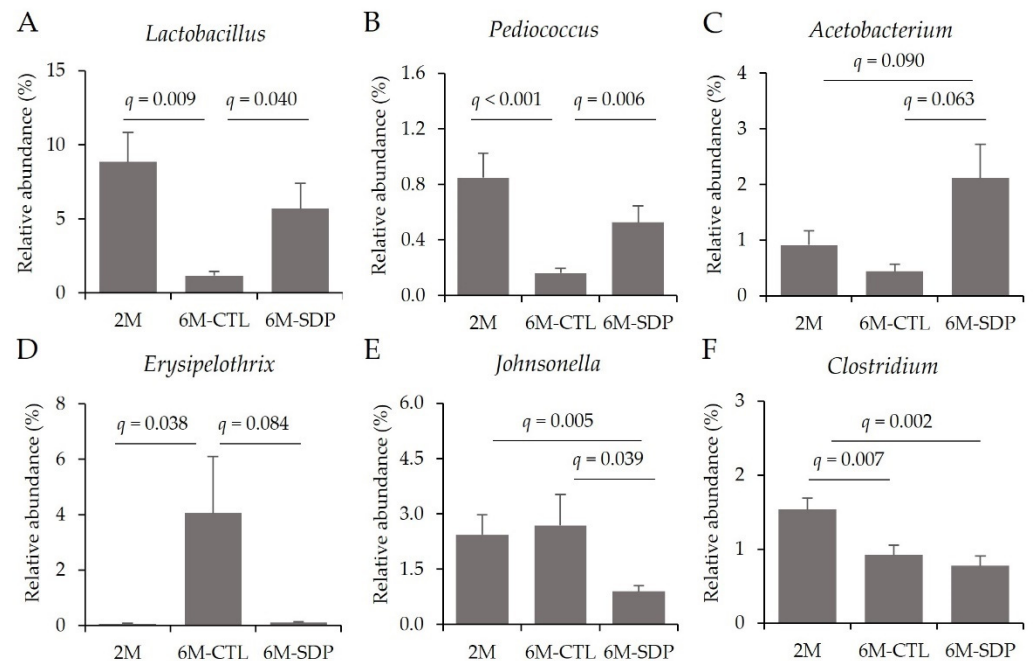 A
Lactobacillus
Relative abundance (%)
15
10
5
0
q = 0.009
q = 0.040
2M
6M-CTL
6M-SDP
B
Pediococcus
Relative abundance (%)
1.6
1.2
0.8
0.4
0.0
q < 0.001
q = 0.006
2M
6M-CTL
6M-SDP
C
Acetobacterium
Relative abundance (%)
4
3
2
1
0
q = 0.090
q = 0.063
2M
6M-CTL
6M-SDP
D
Erysipelothrix
Relative abundance (%)
8
6
4
2
0
q = 0.038
q = 0.084
2M
6M-CTL
6M-SDP
E
Johnsonella
Relative abundance (%)
6.0
4.5
3.0
1.5
0.0
q = 0.005
q = 0.039
2M
6M-CTL
6M-SDP
F
Clostridium
Relative abundance (%)
3
2
1
0
q = 0.002
q = 0.007
2M
6M-CTL
6M-SDP